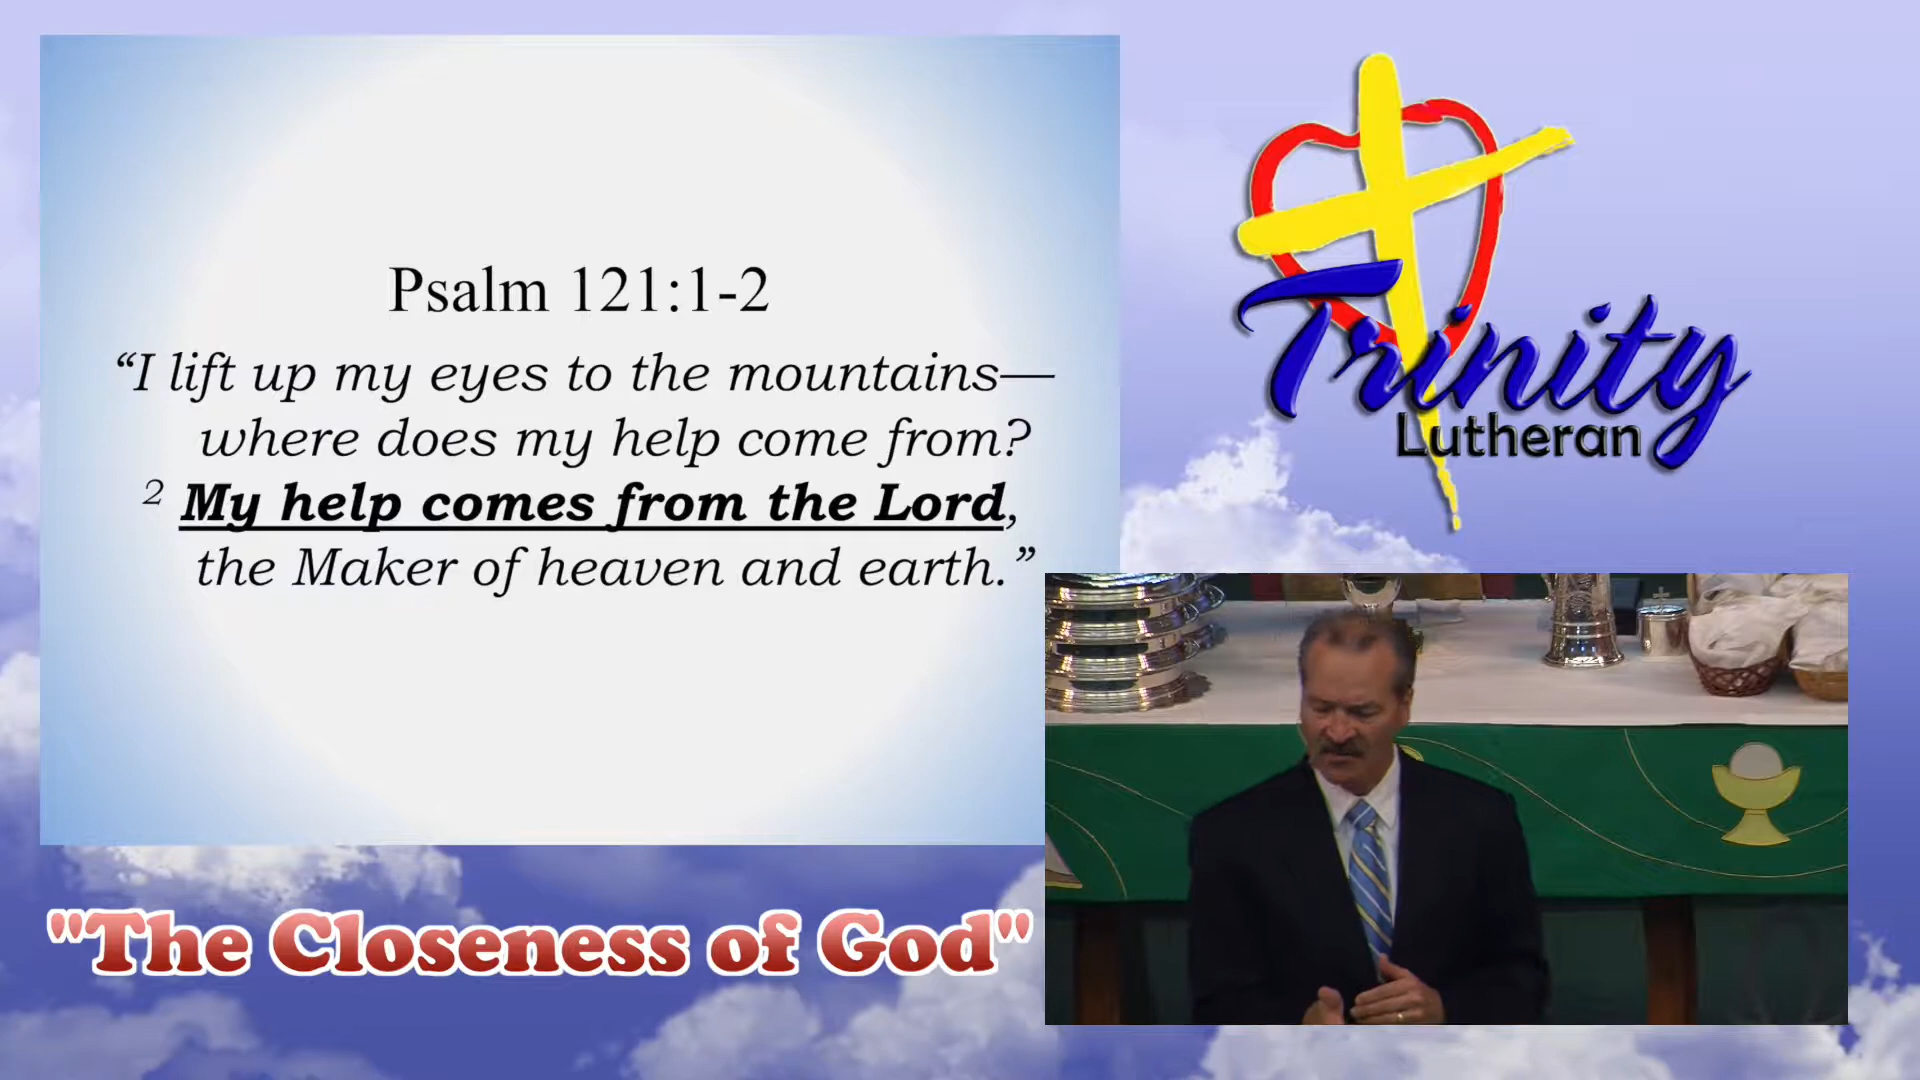 Psalm 121:1-2
“I lift up my eyes to the mountains—
where does my help come from?
2 My help comes from the Lord,
the Maker of heaven and earth.”
Trinity
Lutheran
"The Closeness of God"